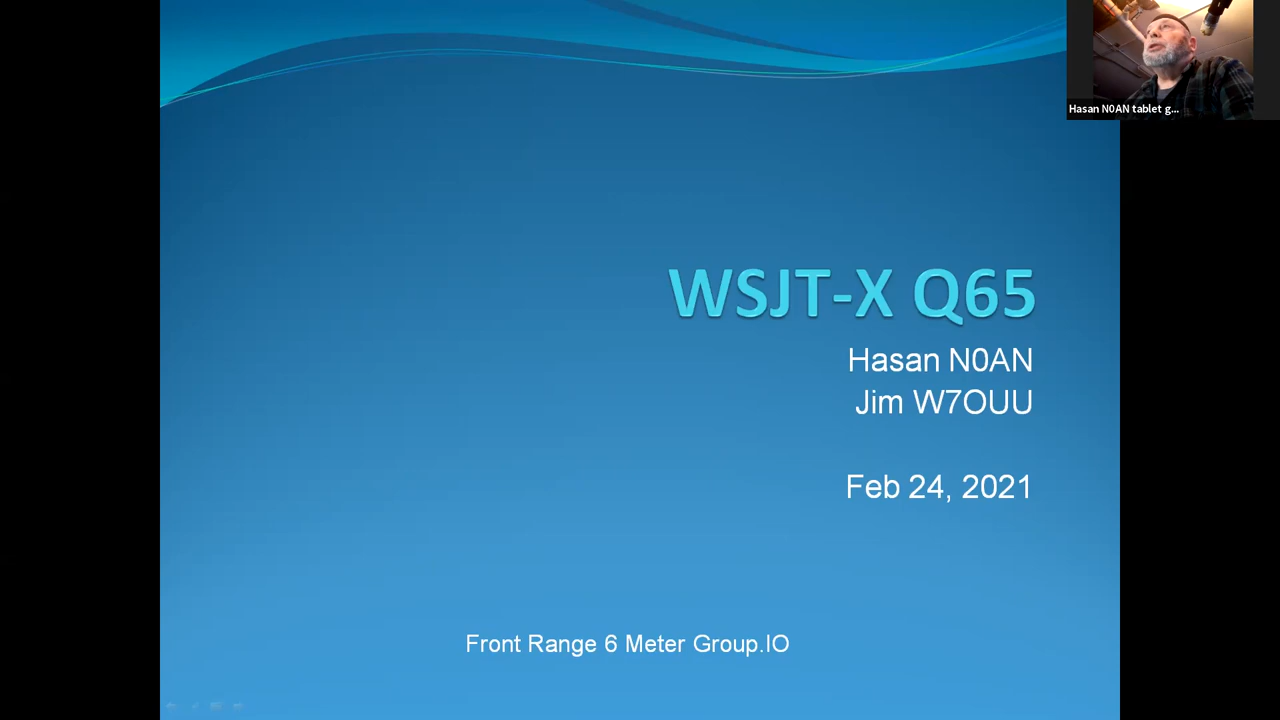 Hasan N0AN tablet g...
WSJT-X Q65
Hasan N0AN
Jim W7OUU
Feb 24, 2021
Front Range 6 Meter Group.IO